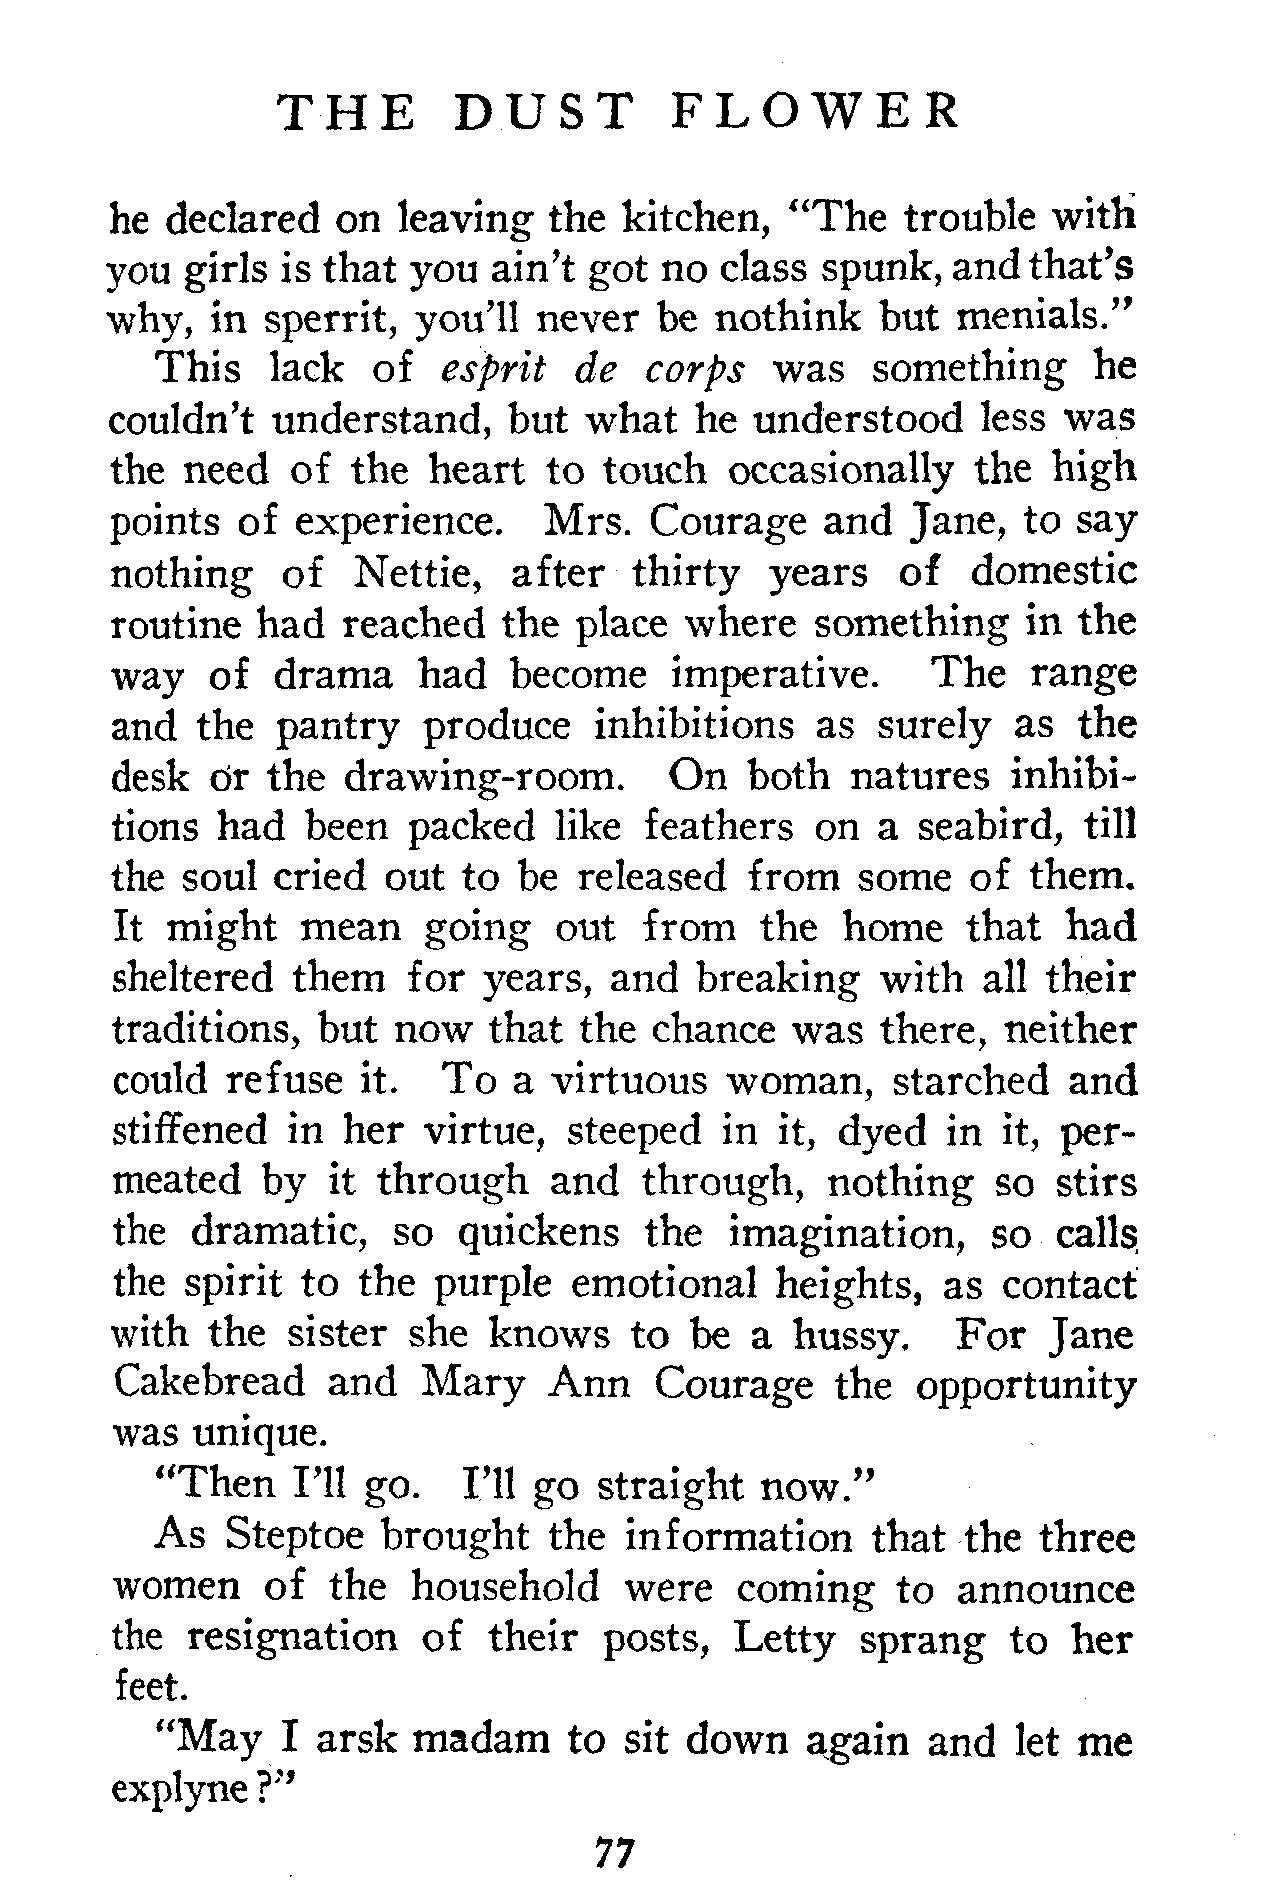 THE DUST FLOWER
he declared on leaving the kitchen, "The trouble with
you girls is that you ain't got no class spunk, and that's
why, in sperrit, you'll never be nothink but menials."
This lack of esprit de corps was something he
couldn't understand, but what he understood less was
the need of the heart to touch occasionally the high
points of experience. Mrs. Courage and Jane, to say
nothing of Nettie, after thirty years of domestic
routine had reached the place where something in the
way of drama had become imperative. The range
and the pantry produce inhibitions as surely as the
desk or the drawing-room. On both natures inhibi-
tions had been packed like feathers on a seabird, till
the soul cried out to be released from some of them.
It might mean going out from the home that had
sheltered them for years, and breaking with all their
traditions, but now that the chance was there, neither
could refuse it. To a virtuous woman, starched and
stiffened in her virtue, steeped in it, dyed in it, per-
meated by it through and through, nothing so stirs
the dramatic, so quickens the imagination, so calls
the spirit to the purple emotional heights, as contact
with the sister she knows to be a hussy. For Jane
Cakebread and Mary Ann Courage the opportunity
was unique.
"Then I'll go. I'll go straight now."
As Steptoe brought the information that the three
women of the household were coming to announce
the resignation of their posts, Letty sprang to her
feet.
"May I arsk madam to sit down again and let me
explyne?"
77